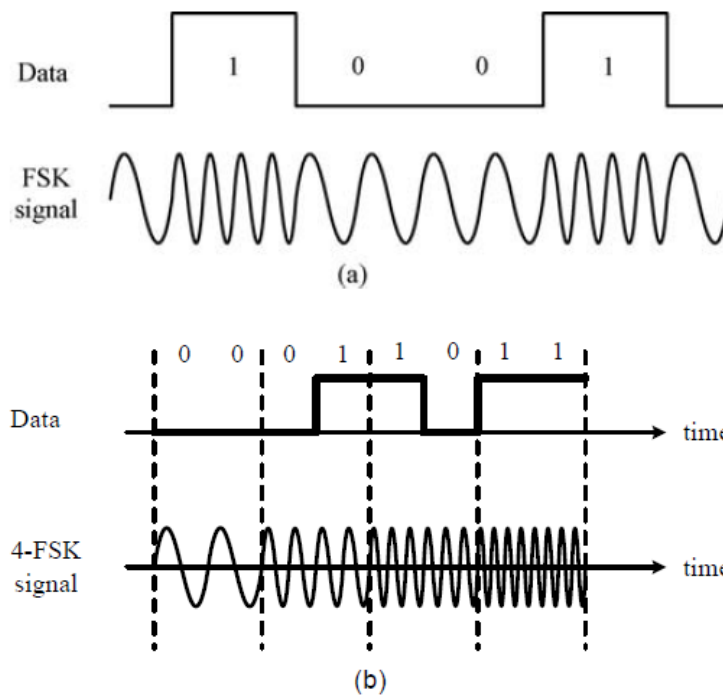 Data
1 0 0 1
FSK
signal
(a)
0 0 0 1 1 0 1 1
Data
time
4-FSK
signal
time
(b)